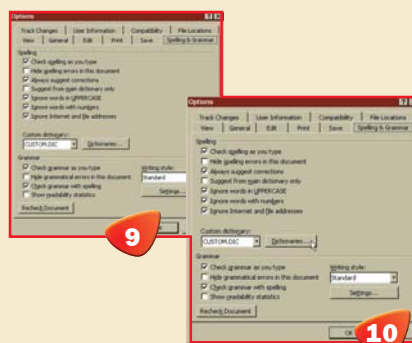 Options
Track Changes User Information Compatibility File Locations
View General Edit Print Save Spelling & Grammar
Spelling
Check spelling as you type
Hide spelling errors in this document
Always suggest corrections
Suggest from main dictionary only
Ignore words in UPPERCASE
Ignore words with numbers
Ignore Internet and file addresses
Custom dictionary:
CUSTOM.DIC Dictionaries...
Grammar
Check grammar as you type Writing style:
Hide grammatical errors in this document Standard
Check grammar with spelling
Show readability statistics Settings...
Recheck Document
9
Options
Track Changes User Information Compatibility File Locations
View General Edit Print Save Spelling & Grammar
Spelling
Check spelling as you type
Hide spelling errors in this document
Always suggest corrections
Suggest from main dictionary only
Ignore words in UPPERCASE
Ignore words with numbers
Ignore Internet and file addresses
Custom dictionary:
CUSTOM.DIC Dictionaries...
Grammar
Check grammar as you type Writing style:
Hide grammatical errors in this document Standard
Check grammar with spelling
Show readability statistics Settings...
Recheck Document
OK
10